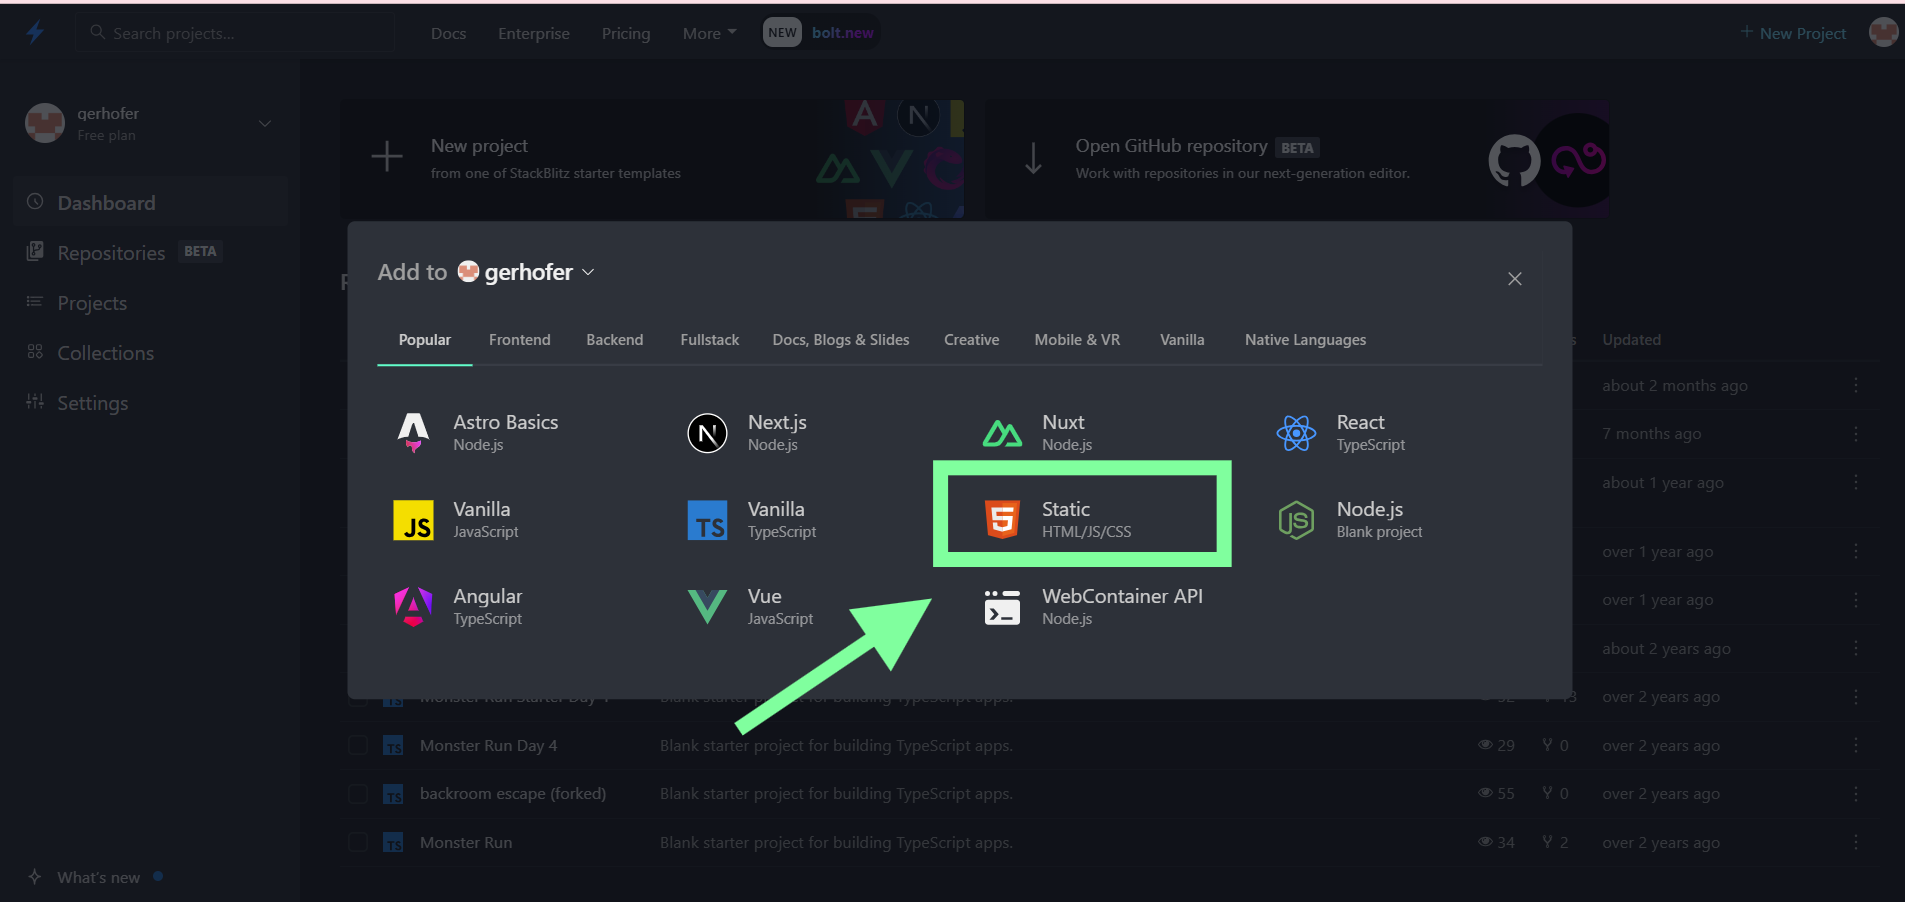 Search projects...
Docs
Enterprise
Pricing
More
NEW
bolt.new
+ New Project
gerhofer
Free plan
New project
from one of StackBlitz starter templates
Open GitHub repository BETA
Work with repositories in our next-generation editor.
Dashboard
Repositories BETA
Projects
Collections
Settings
Add to gerhofer
Popular
Frontend
Backend
Fullstack
Docs, Blogs & Slides
Creative
Mobile & VR
Vanilla
Native Languages
Astro Basics
Node.js
Next.js
Node.js
Nuxt
Node.js
React
TypeScript
JS
Vanilla
JavaScript
TS
Vanilla
TypeScript
Static
HTML/JS/CSS
Node.js
Blank project
Angular
TypeScript
Vue
JavaScript
WebContainer API
Node.js
Updated
about 2 months ago
7 months ago
about 1 year ago
over 1 year ago
over 1 year ago
about 2 years ago
over 2 years ago
TS Monster Run Day 4 Blank starter project for building TypeScript apps. 29 0 over 2 years ago
TS backroom escape (forked) Blank starter project for building TypeScript apps. 55 0 over 2 years ago
TS Monster Run Blank starter project for building TypeScript apps. 34 2 over 2 years ago
What's new